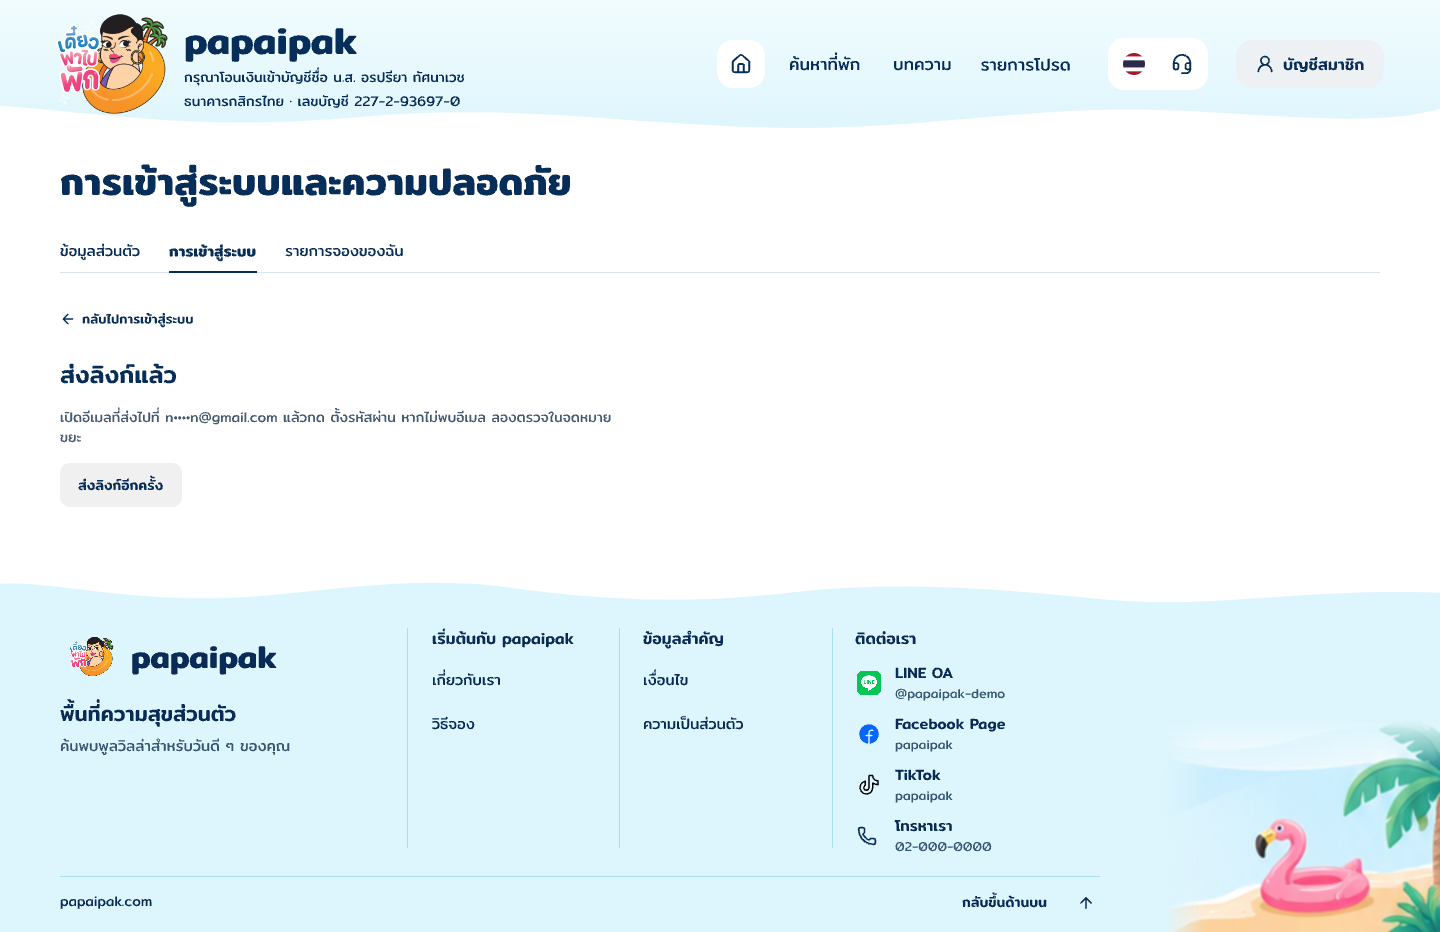 เดี๋ยว
พาไป
พัก
papaipak
กรุณาโอนเงินเข้าบัญชีชื่อ น.ส. อรปรียา ทัศนาเวช
ธนาคารกสิกรไทย · เลขบัญชี 227-2-93697-0
ค้นหาที่พัก
บทความ
รายการโปรด
บัญชีสมาชิก
การเข้าสู่ระบบและความปลอดภัย
ข้อมูลส่วนตัว
การเข้าสู่ระบบ
รายการจองของฉัน
กลับไปการเข้าสู่ระบบ
ส่งลิงก์แล้ว
เปิดอีเมลที่ส่งไปที่ n••••n@gmail.com แล้วกด ตั้งรหัสผ่าน หากไม่พบอีเมล ลองตรวจในจดหมาย
ขยะ
ส่งลิงก์อีกครั้ง
เดี๋ยว
พาไป
พัก
papaipak
พื้นที่ความสุขส่วนตัว
ค้นพบพูลวิลล่าสำหรับวันดี ๆ ของคุณ
เริ่มต้นกับ papaipak
เกี่ยวกับเรา
วิธีจอง
ข้อมูลสำคัญ
เงื่อนไข
ความเป็นส่วนตัว
ติดต่อเรา
LINE
LINE OA
@papaipak-demo
Facebook Page
papaipak
TikTok
papaipak
โทรหาเรา
02-000-0000
papaipak.com
กลับขึ้นด้านบน